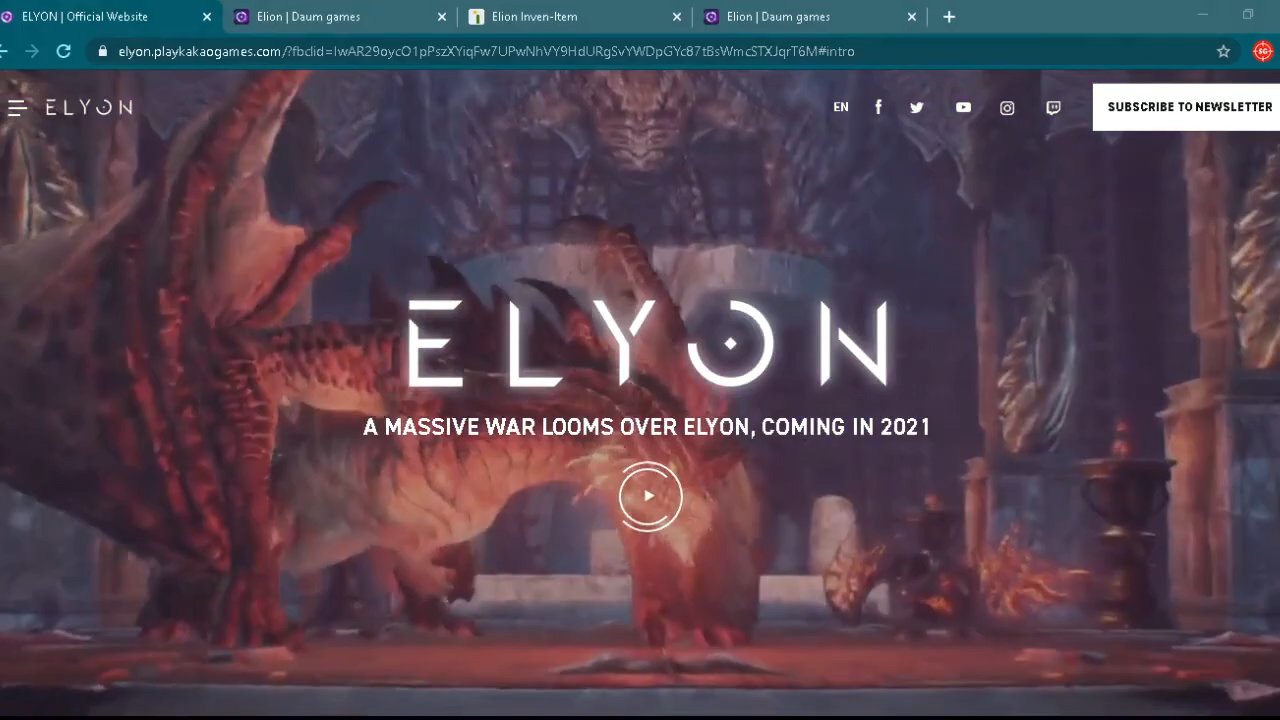 ELYON | Official Website
Elion | Daum games
Elion Inven-Item
Elion | Daum games
elyon.playkakaogames.com/?fbclid=IwAR29oycO1pPszXYiqFw7UPwNhVY9HdURgSvYWDpGYc87tBsWmcSTXJqrT6M#intro
SG
ELYON
EN
SUBSCRIBE TO NEWSLETTER
ELYON
A MASSIVE WAR LOOMS OVER ELYON, COMING IN 2021